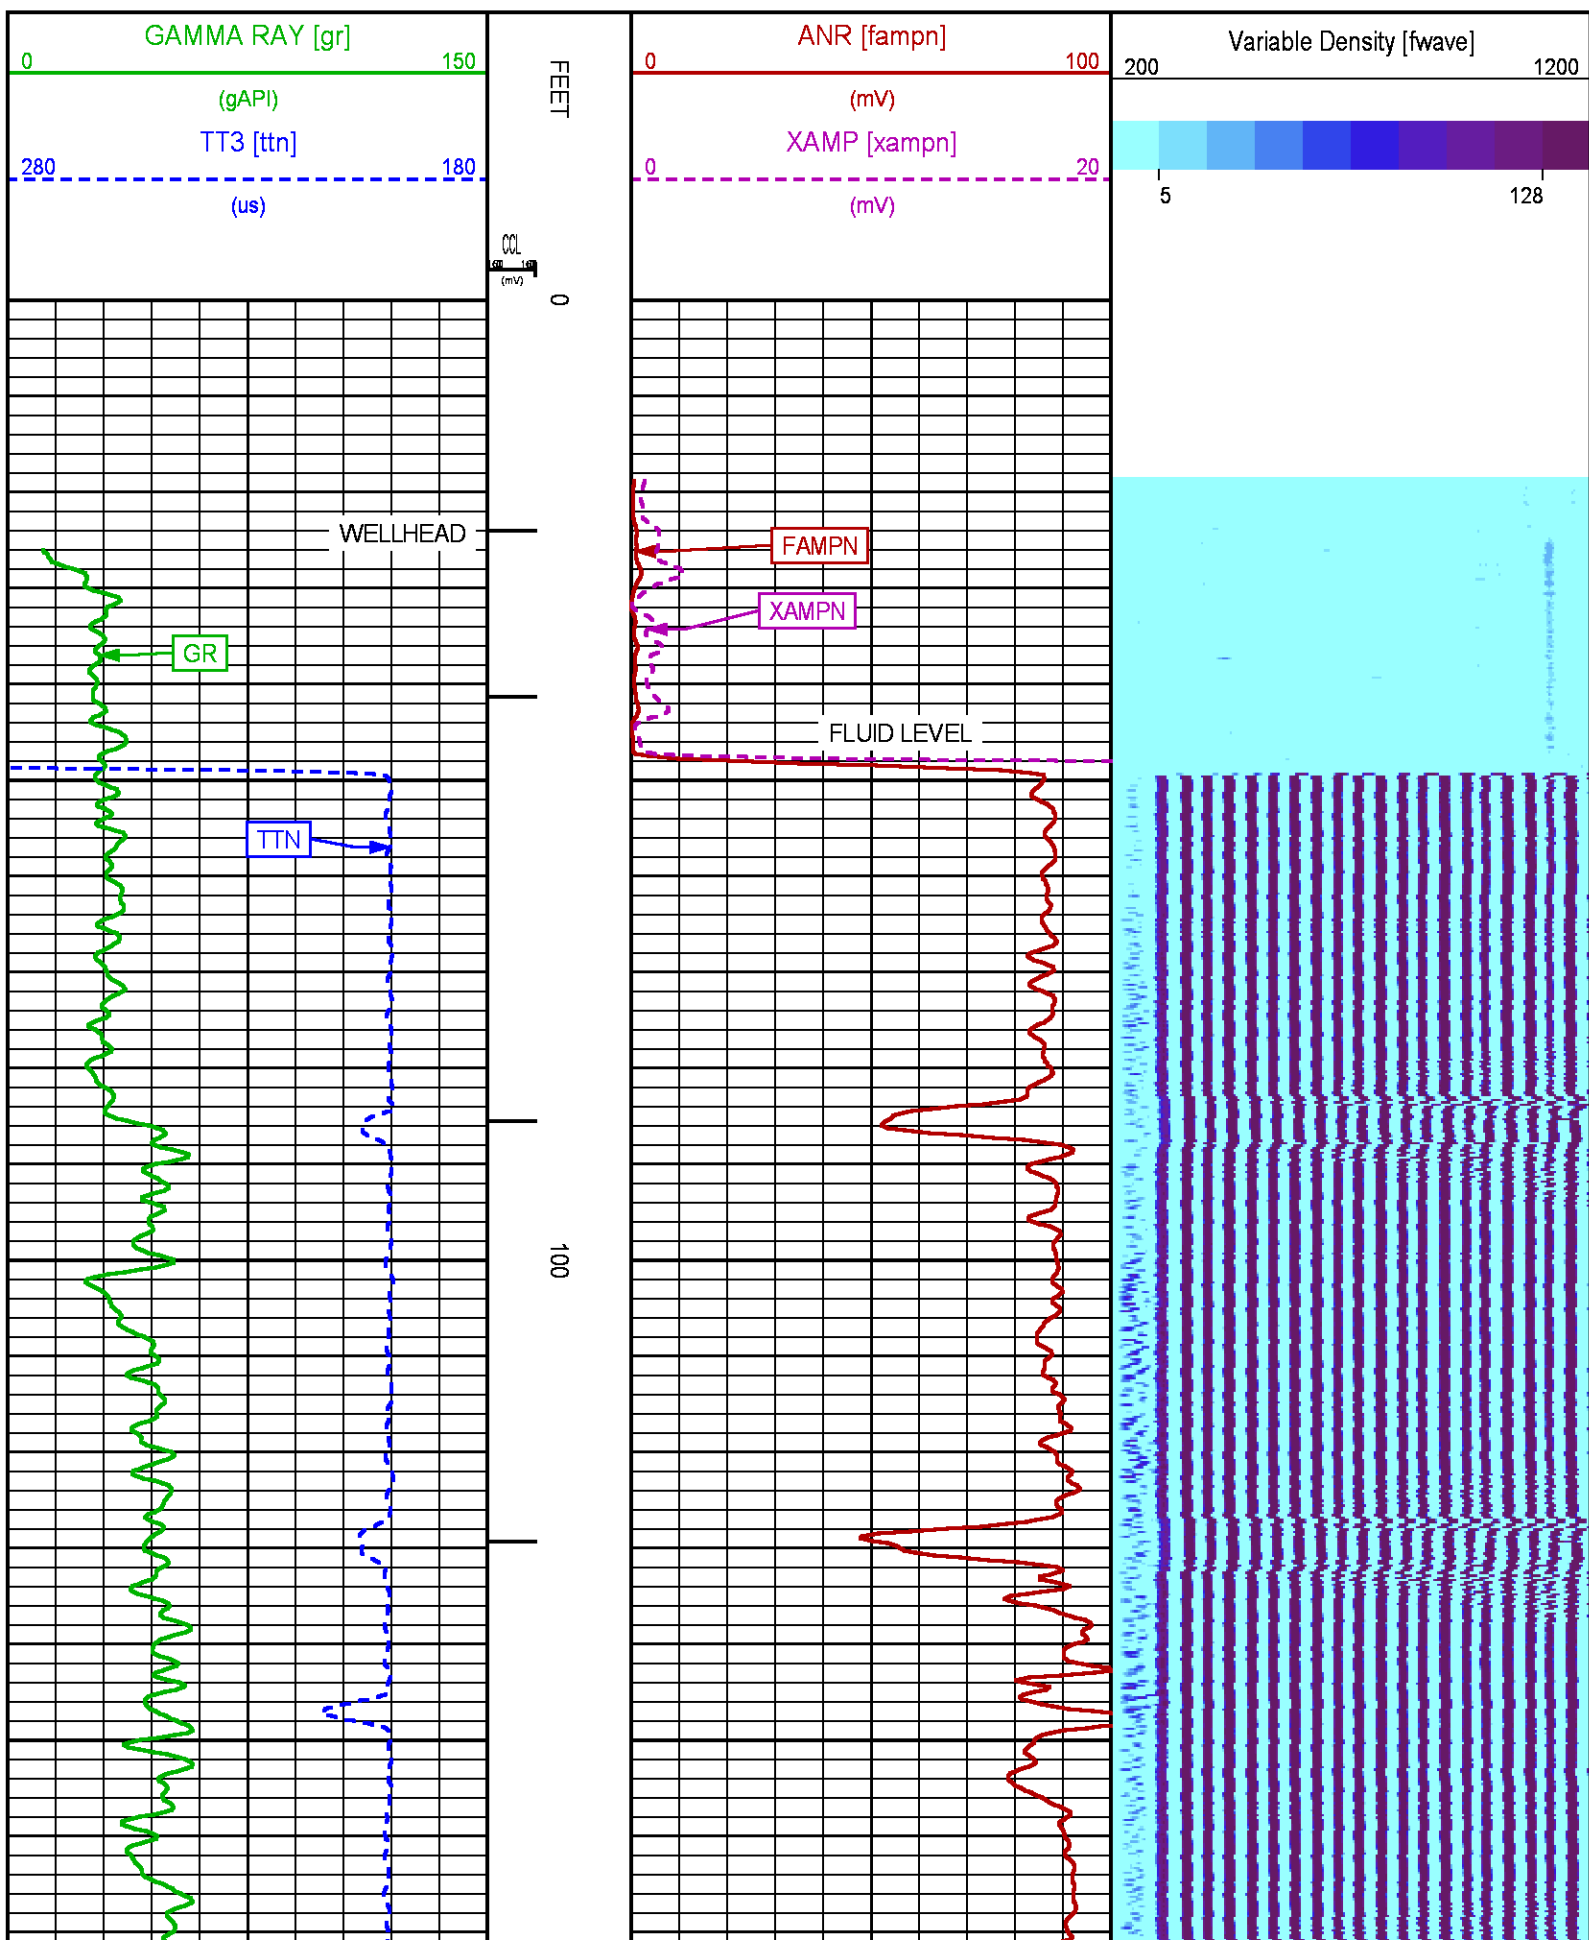 GAMMA RAY [gr]
0 150
(gAPI)
TT3 [ttn]
280 180
(us)
FEET
CCL
(mV)
ANR [fampn]
0 100
(mV)
XAMP [xampn]
0 20
(mV)
Variable Density [fwave]
200 1200
5 128
0
WELLHEAD
FAMPN
XAMPN
GR
FLUID LEVEL
TTN
100